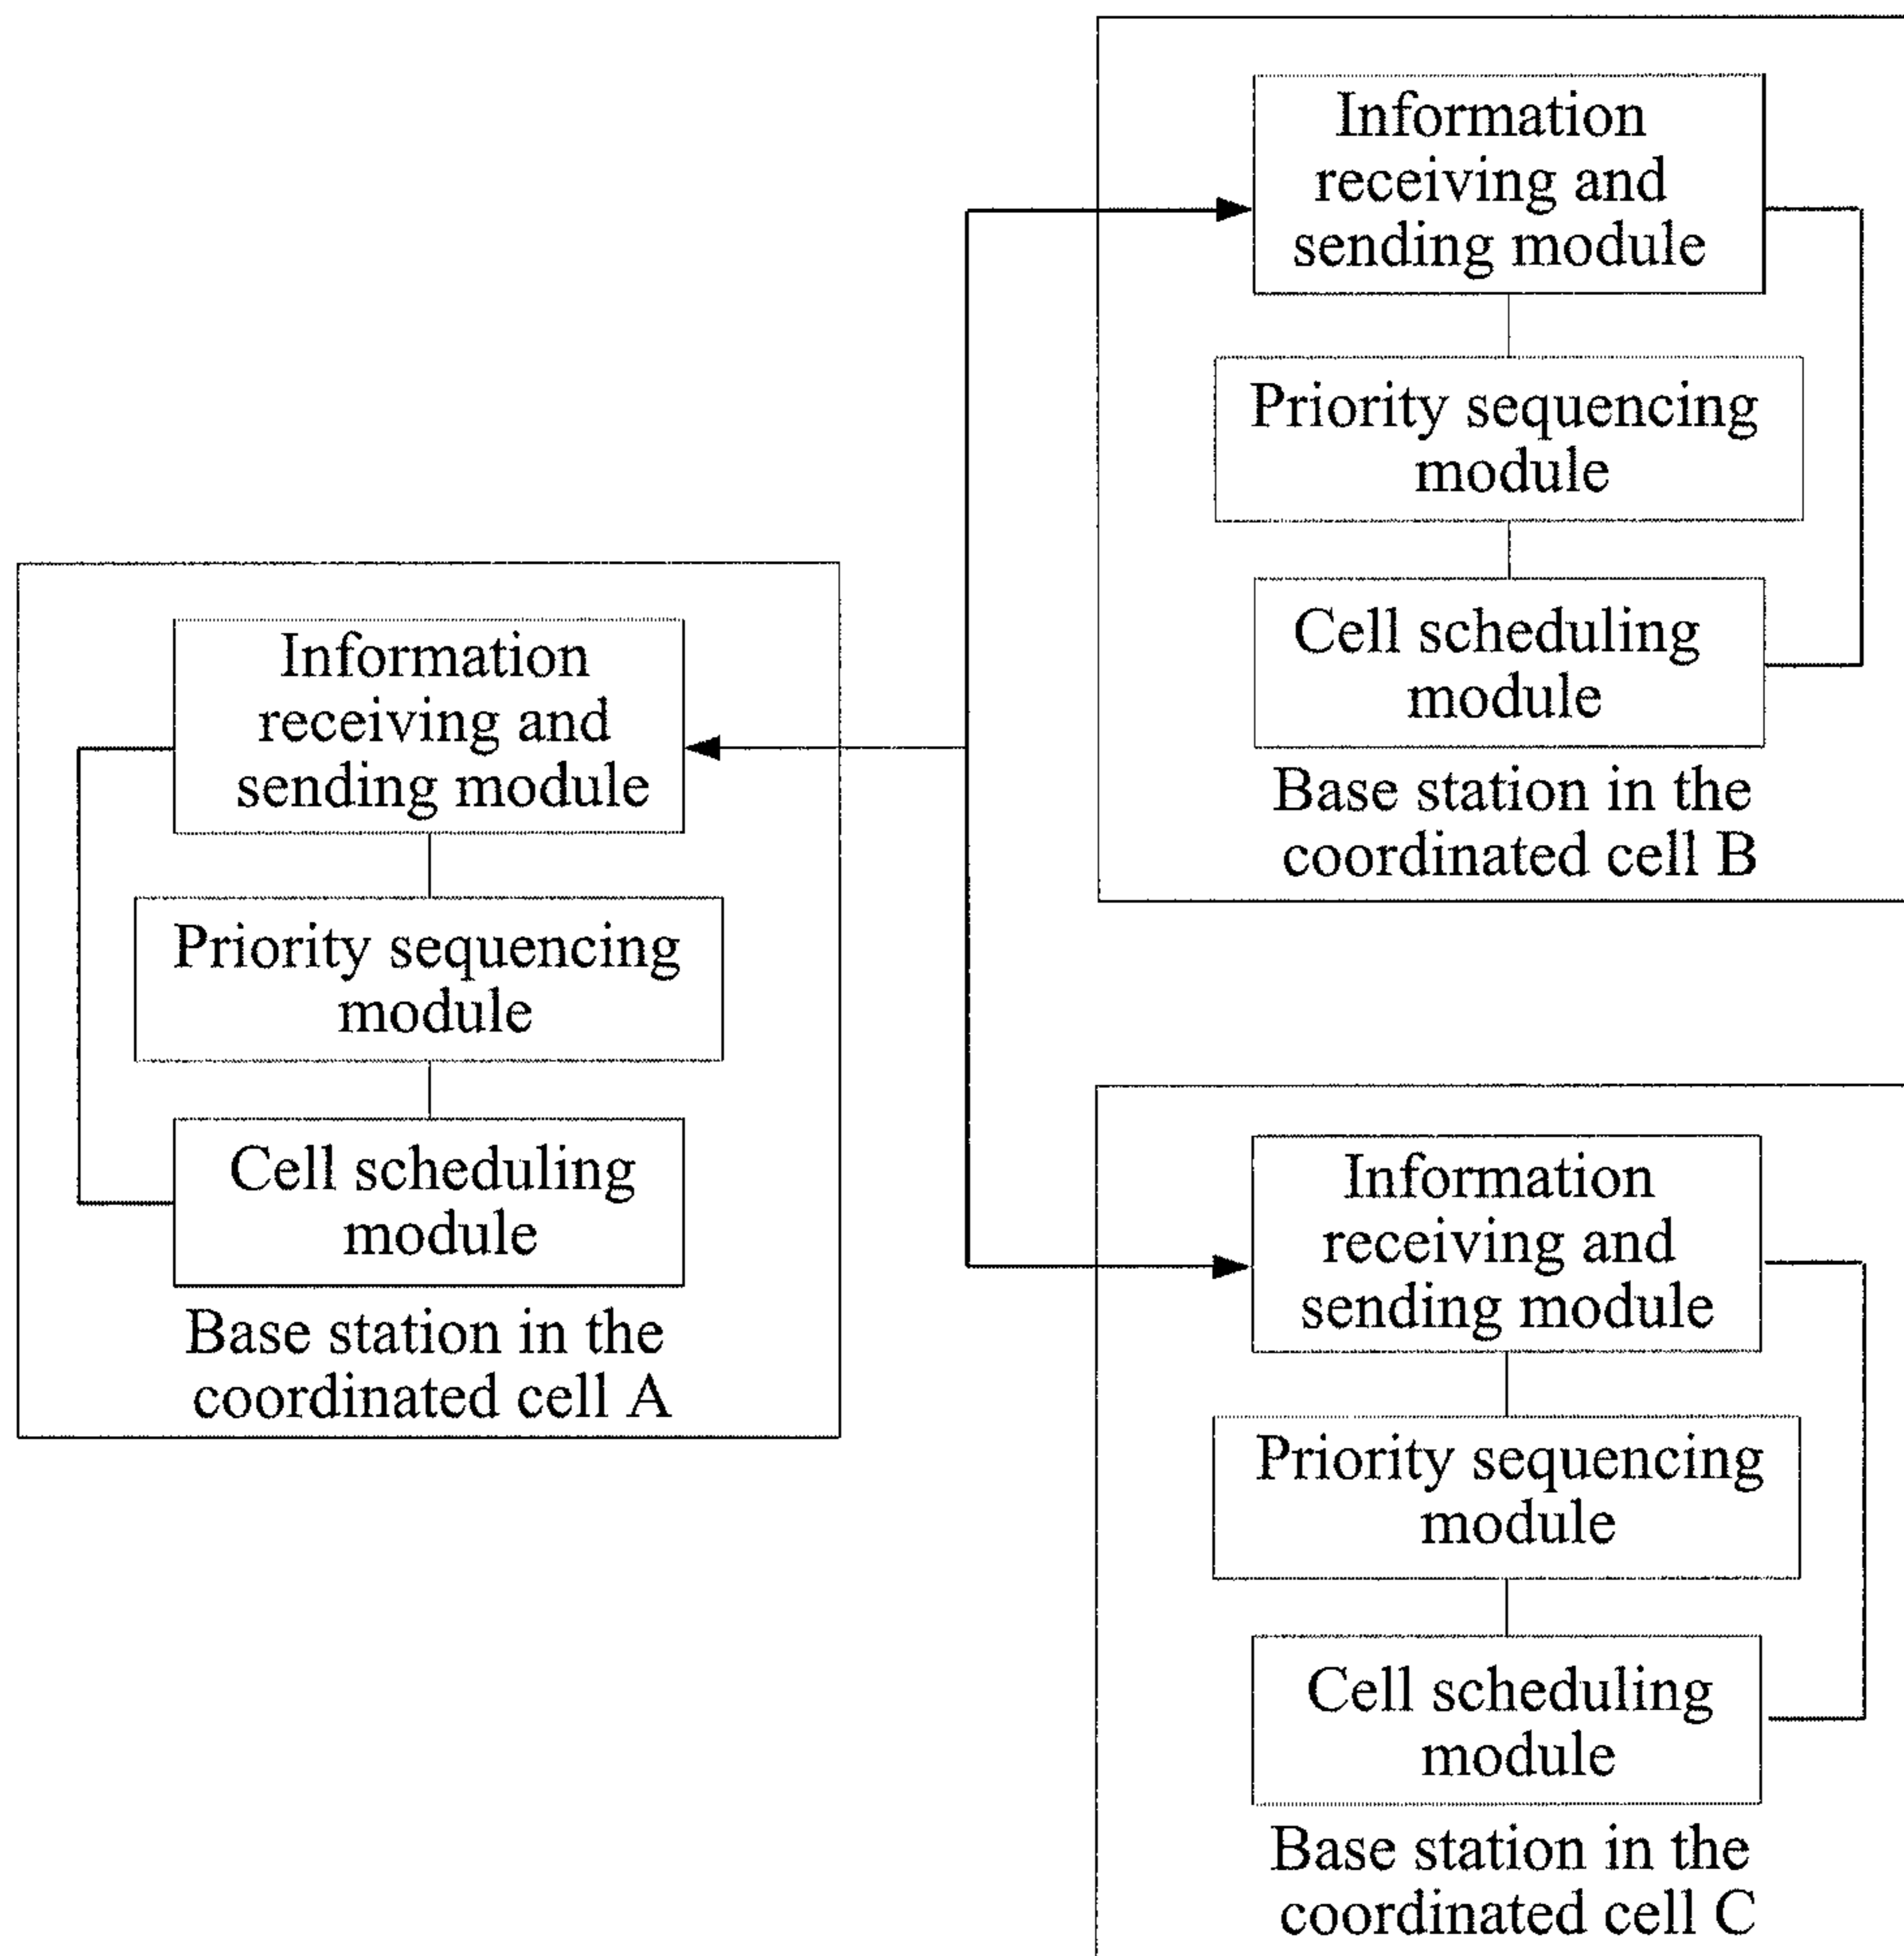 Information
receiving and
sending module
Priority sequencing
module
Cell scheduling
module
Base station in the
coordinated cell B
Information
receiving and
sending module
Priority sequencing
module
Cell scheduling
module
Base station in the
coordinated cell A
Information
receiving and
sending module
Priority sequencing
module
Cell scheduling
module
Base station in the
coordinated cell C